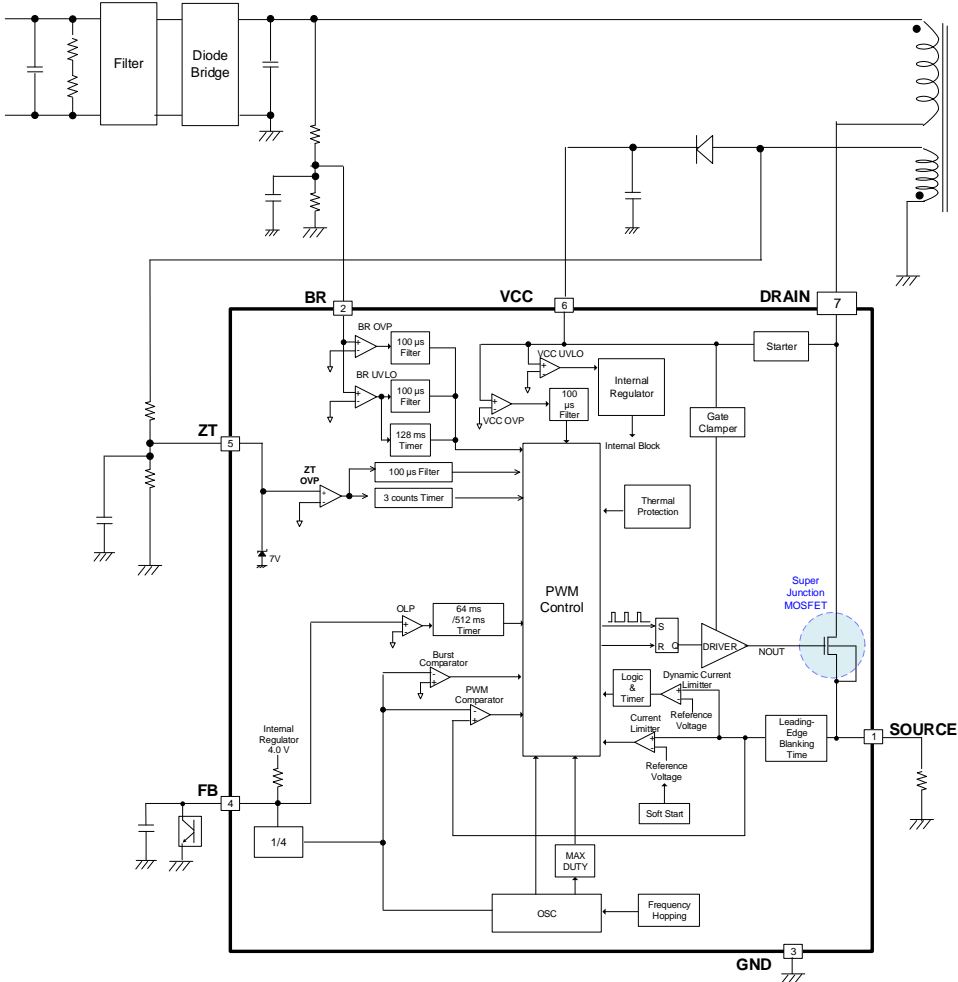 Filter
Diode
Bridge
BR
2
VCC
6
DRAIN
7
BR OVP
100 µs
Filter
VCC UVLO
Starter
BR UVLO
100 µs
Filter
VCC OVP
100
µs
Filter
Internal
Regulator
Internal Block
Gate
Clamper
128 ms
Timer
ZT
5
ZT
OVP
100 µs Filter
3 counts Timer
Thermal
Protection
7V
PWM
Control
Super
Junction
MOSFET
OLP
64 ms
/512 ms
Timer
S
R
Q
DRIVER
NOUT
Burst
Comparator
PWM
Comparator
Logic
&
Timer
Dynamic Current
Limitter
Reference
Voltage
Current
Limitter
Reference
Voltage
Leading-
Edge
Blanking
Time
1
SOURCE
Internal
Regulator
4.0 V
Soft Start
FB
4
1/4
MAX
DUTY
OSC
Frequency
Hopping
GND
3
+
-
+
-
+
-
+
-
+
-
+
-
-
+
-
+
+
-
+
-